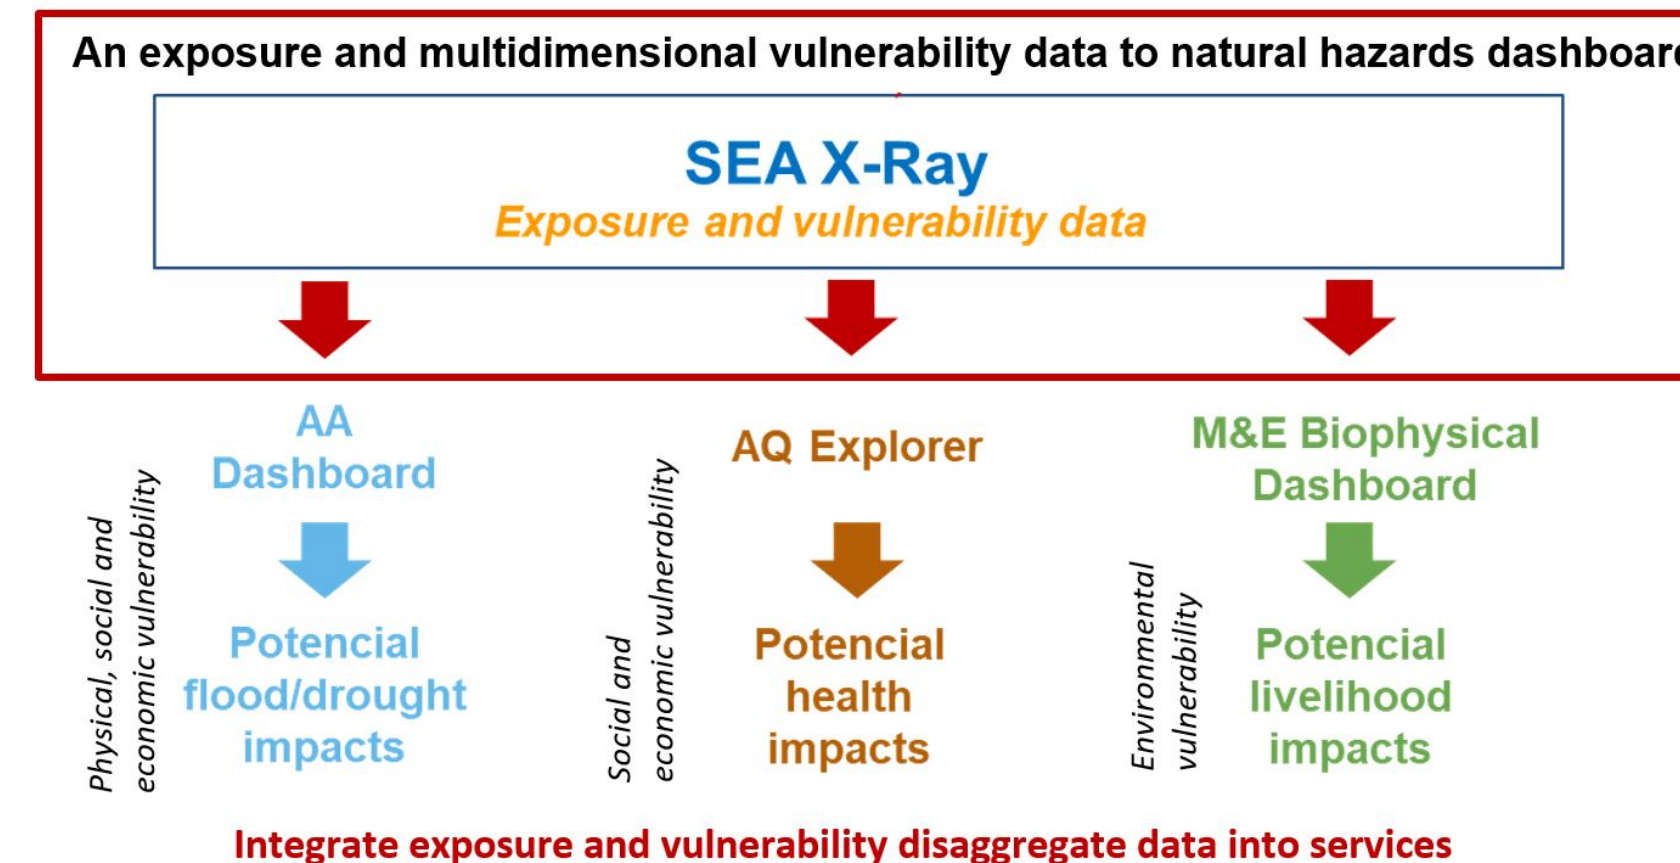 An exposure and multidimensional vulnerability data to natural hazards dashboard
SEA X-Ray
Exposure and vulnerability data
Physical, social and
economic vulnerability
AA
Dashboard
Potencial
flood/drought
impacts
Social and
economic vulnerability
AQ Explorer
Potencial
health
impacts
Environmental
vulnerability
M&E Biophysical
Dashboard
Potencial
livelihood
impacts
Integrate exposure and vulnerability disaggregate data into services